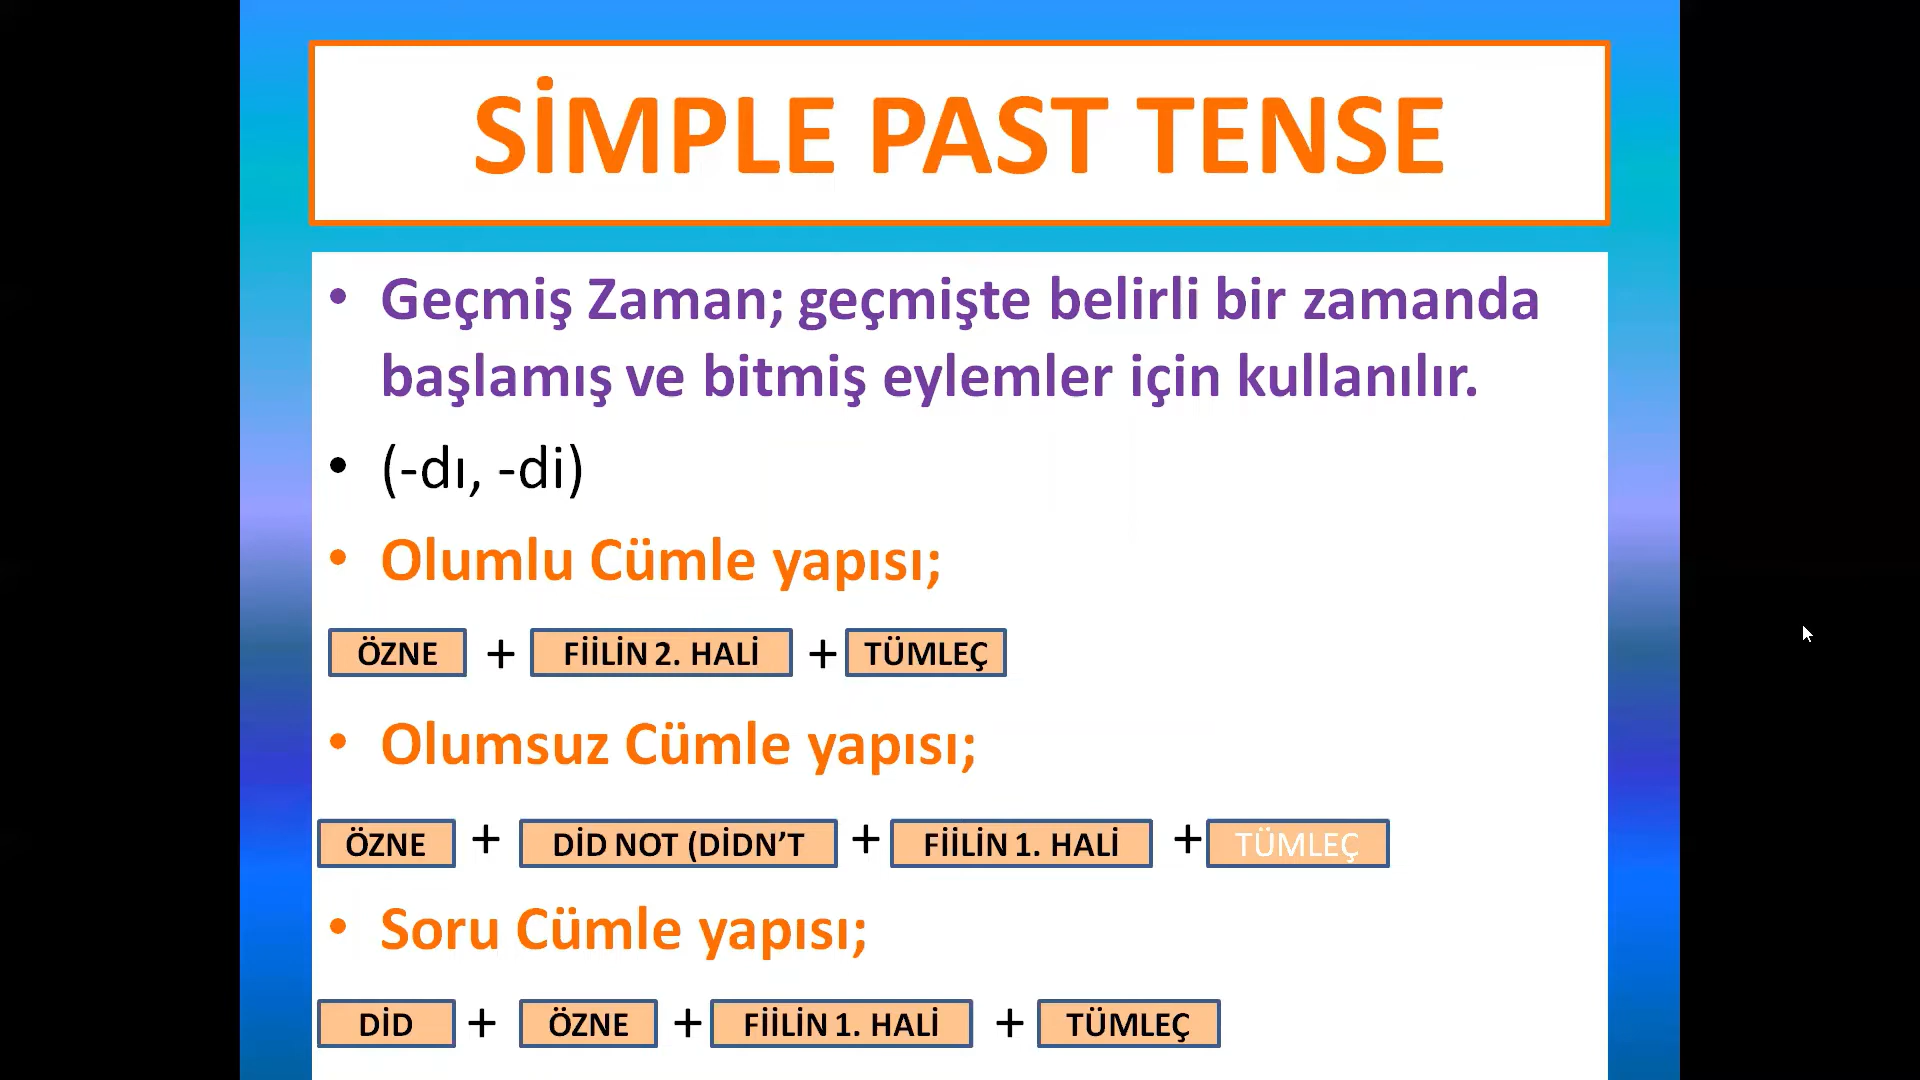 SİMPLE PAST TENSE
• Geçmiş Zaman; geçmişte belirli bir zamanda
başlamış ve bitmiş eylemler için kullanılır.
• (-dı, -di)
• Olumlu Cümle yapısı;
ÖZNE + FİİLİN 2. HALİ + TÜMLEÇ
• Olumsuz Cümle yapısı;
ÖZNE + DİD NOT (DİDN’T + FİİLİN 1. HALİ + TÜMLEÇ
• Soru Cümle yapısı;
DİD + ÖZNE + FİİLİN 1. HALİ + TÜMLEÇ